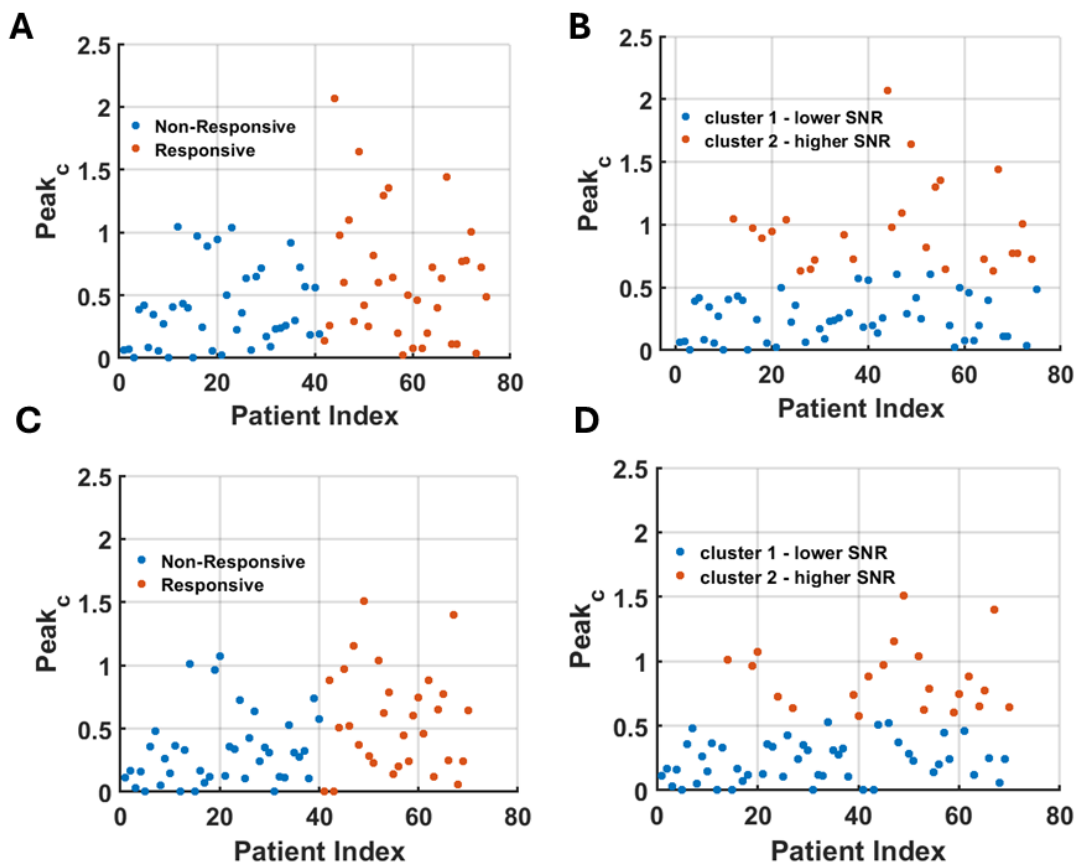 A
2.5
2
1.5
1
0.5
0
Non-Responsive
Responsive
Peakc
0 20 40 60 80
Patient Index
B
2.5
2
1.5
1
0.5
0
cluster 1 - lower SNR
cluster 2 - higher SNR
Peakc
0 20 40 60 80
Patient Index
C
2.5
2
1.5
1
0.5
0
Non-Responsive
Responsive
Peakc
0 20 40 60 80
Patient Index
D
2.5
2
1.5
1
0.5
0
cluster 1 - lower SNR
cluster 2 - higher SNR
Peakc
0 20 40 60 80
Patient Index